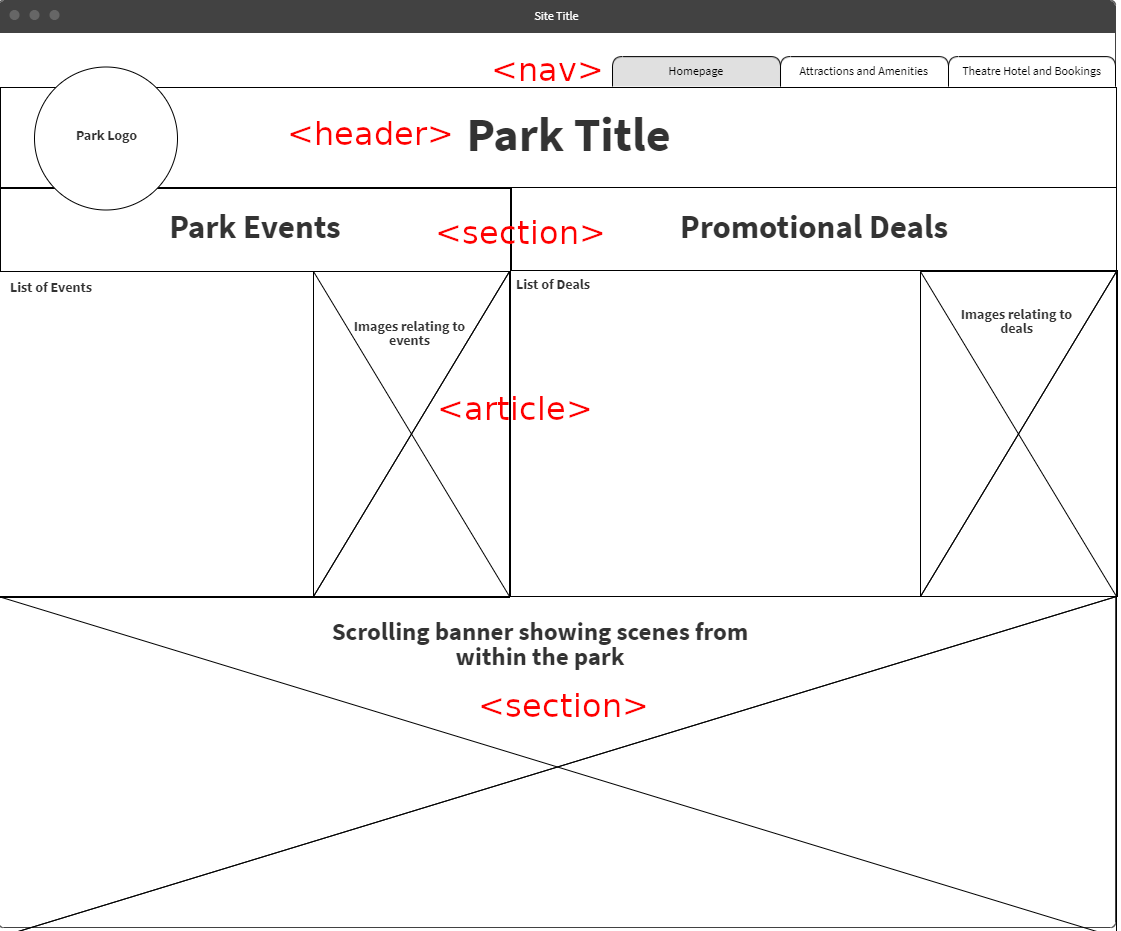 Site Title
<nav>
Homepage
Attractions and Amenities
Theatre Hotel and Bookings
Park Logo
<header>
Park Title
Park Events
<section>
Promotional Deals
List of Events
Images relating to
events
List of Deals
Images relating to
deals
<article>
Scrolling banner showing scenes from
within the park
<section>